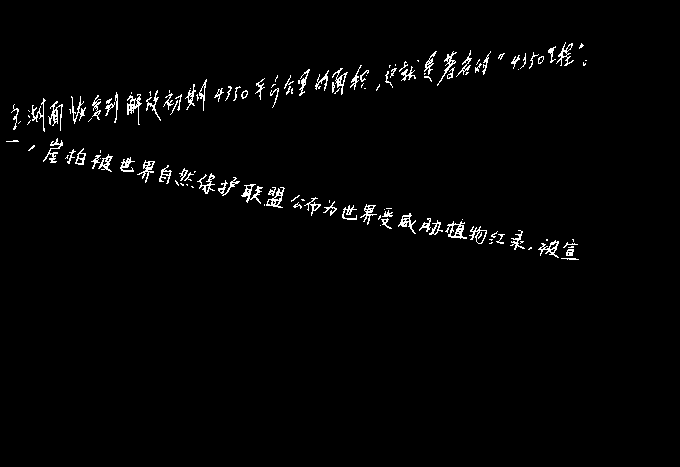 全湖面恢复到解放初期4350平方公里的面积，这就是著名的“4350工程”。
一，崖柏被世界自然保护联盟公布为世界受威胁植物红录，被宣